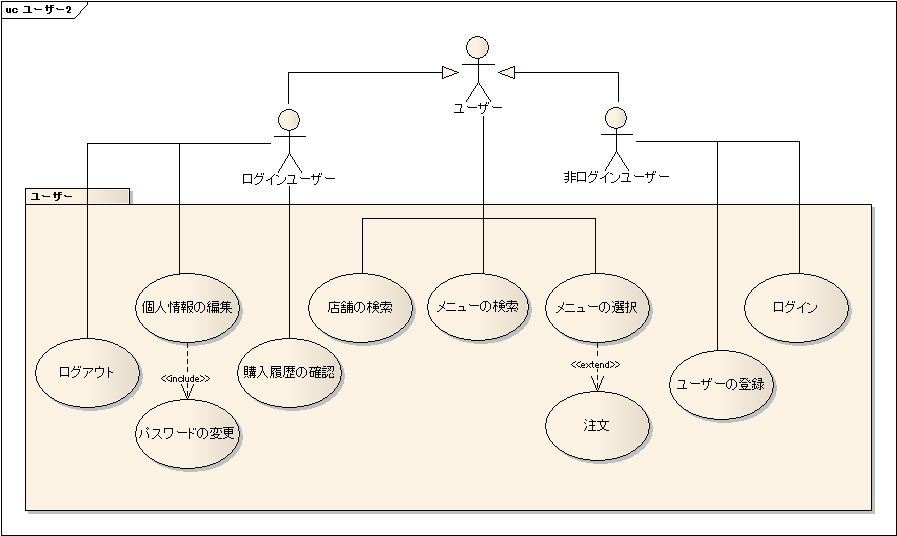 uc ユーザー2
ユーザー
ログインユーザー
非ログインユーザー
ユーザー
個人情報の編集
店舗の検索
メニューの検索
メニューの選択
ログイン
ログアウト
<<include>>
購入履歴の確認
<<extend>>
ユーザーの登録
パスワードの変更
注文